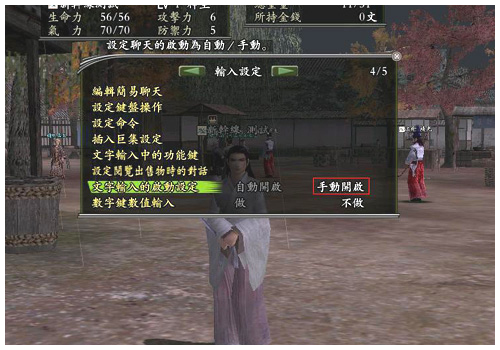 生命力 56/56 攻擊力 6 所持金錢 0文
氣力 70/70 防禦力 5
設定聊天的啟動為自動／手動。
輸入設定 4/5
編輯簡易聊天
設定鍵盤操作
設定命令
插入巨集設定
文字輸入中的功能鍵
設定閱覽出售物時的對話
文字輸入的啟動設定 自動開啟 手動開啟
數字鍵數值輸入 做 不做